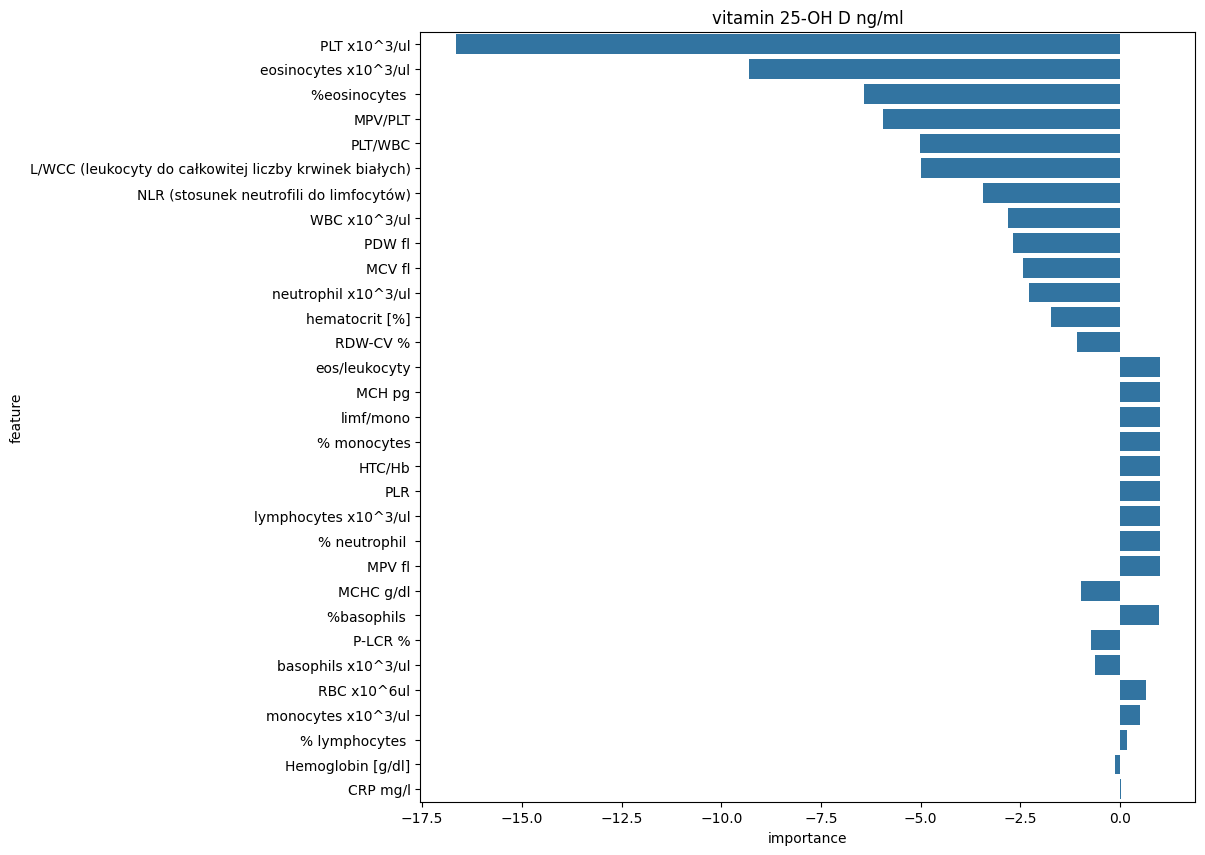 vitamin 25-OH D ng/ml
feature
PLT x10^3/ul
eosinocytes x10^3/ul
%eosinocytes
MPV/PLT
PLT/WBC
L/WCC (leukocyty do całkowitej liczby krwinek białych)
NLR (stosunek neutrofili do limfocytów)
WBC x10^3/ul
PDW fl
MCV fl
neutrophil x10^3/ul
hematocrit [%]
RDW-CV %
eos/leukocyty
MCH pg
limf/mono
% monocytes
HTC/Hb
PLR
lymphocytes x10^3/ul
% neutrophil
MPV fl
MCHC g/dl
%basophils
P-LCR %
basophils x10^3/ul
RBC x10^6ul
monocytes x10^3/ul
% lymphocytes
Hemoglobin [g/dl]
CRP mg/l
−17.5 −15.0 −12.5 −10.0 −7.5 −5.0 −2.5 0.0
importance